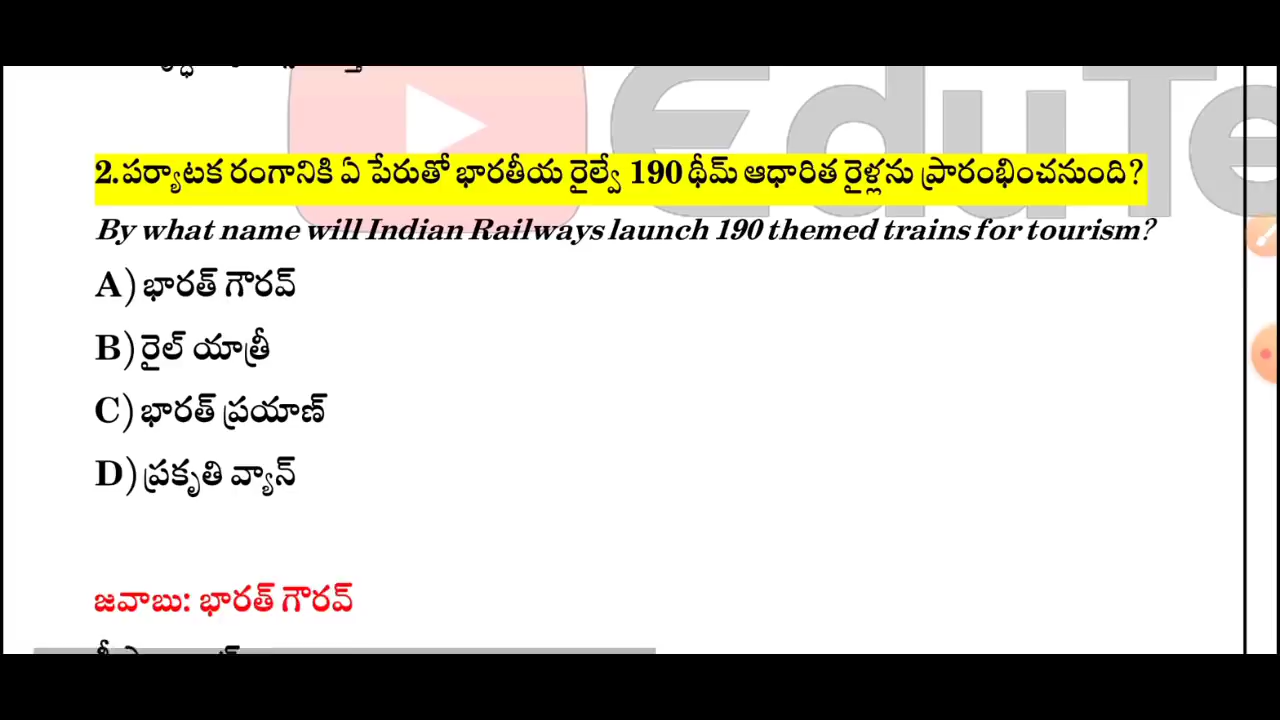 EduTe
2.పర్యాటక రంగానికి ఏ పేరుతో భారతీయ రైల్వే 190 థీమ్ ఆధారిత రైళ్లను ప్రారంభించనుంది?
By what name will Indian Railways launch 190 themed trains for tourism?
A) భారత్ గౌరవ్
B) రైల్ యాత్రీ
C) భారత్ ప్రయాణ్
D) ప్రకృతి వ్యాన్
జవాబు: భారత్ గౌరవ్